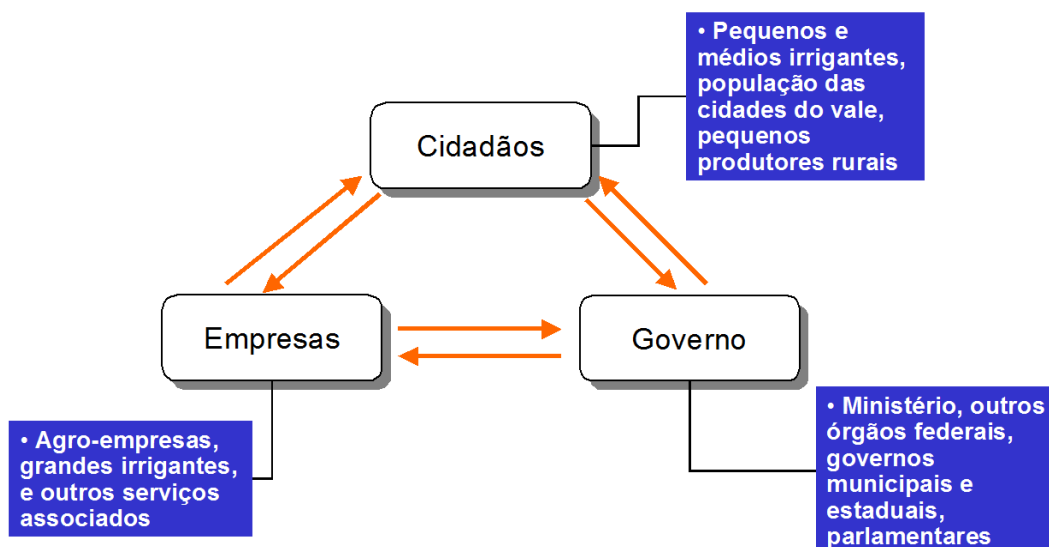 • Pequenos e
médios irrigantes,
população das
cidades do vale,
pequenos
produtores rurais
Cidadãos
Empresas
Governo
• Agro-empresas,
grandes irrigantes,
e outros serviços
associados
• Ministério, outros
órgãos federais,
governos
municipais e
estaduais,
parlamentares